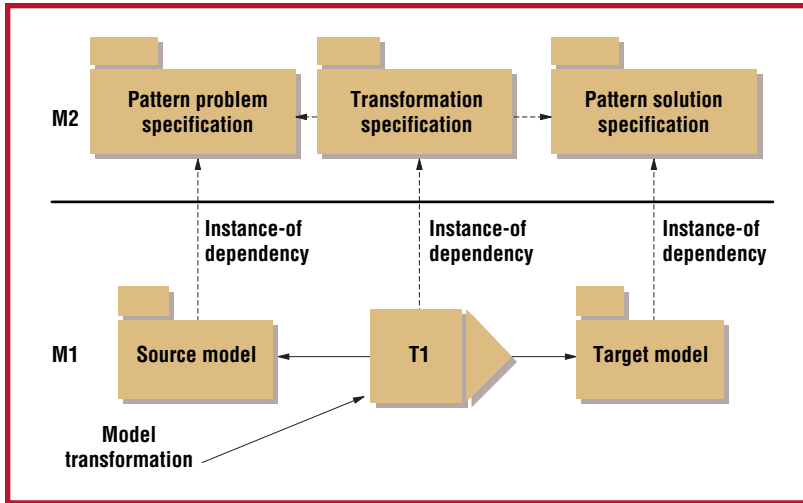 Pattern problem
specification
Transformation
specification
Pattern solution
specification
M2
Instance-of
dependency
Instance-of
dependency
Instance-of
dependency
M1
Source model
T1
Target model
Model
transformation